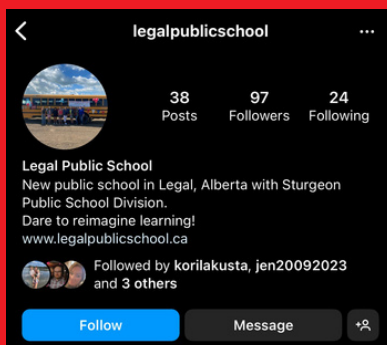 legalpublicschool
38 97 24
Posts Followers Following
Legal Public School
New public school in Legal, Alberta with Sturgeon
Public School Division.
Dare to reimagine learning!
www.legalpublicschool.ca
Followed by korilakusta, jen20092023
and 3 others
Follow Message